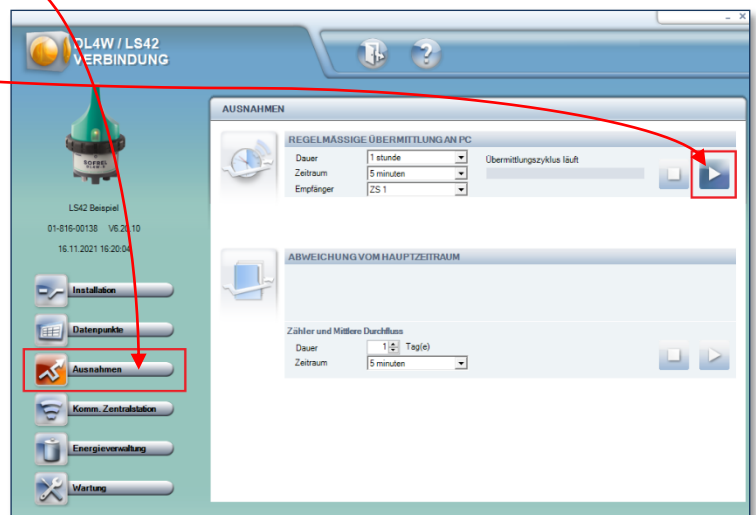 DL4W / LS42
VERBINDUNG
?
AUSNAHMEN
REGELMÄSSIGE ÜBERMITTLUNG AN PC
Dauer 1 stunde Übermittlungszyklus läuft
Zeitraum 5 minuten
Empfänger ZS 1
LS42 Beispiel
01-816-00138 V6.28.10
16.11.2021 16:20:04
ABWEICHUNG VOM HAUPTZEITRAUM
Installation
Datenpunkte
Zähler und Mittlere Durchfluss
Dauer 1 Tag(e)
Zeitraum 5 minuten
Ausnahmen
Komm. Zentralstation
Energieverwaltung
Wartung